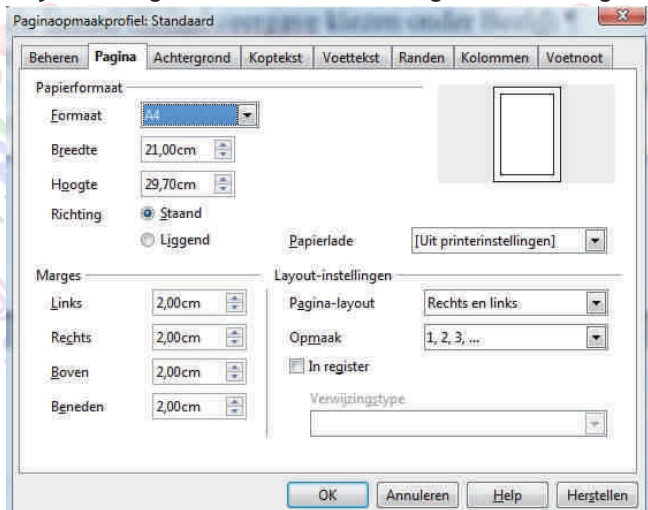 Paginaopmaakprofiel: Standaard
Beheren Pagina Achtergrond Koptekst Voettekst Randen Kolommen Voetnoot
Papierformaat
Formaat A4
Breedte 21,00cm
Hoogte 29,70cm
Richting Staand
Liggend Papierlade [Uit printerinstellingen]
Marges Layout-instellingen
Links 2,00cm Pagina-layout Rechts en links
Rechts 2,00cm Opmaak 1, 2, 3, ...
Boven 2,00cm In register
Beneden 2,00cm Verwijzingstype
OK Annuleren Help Herstellen